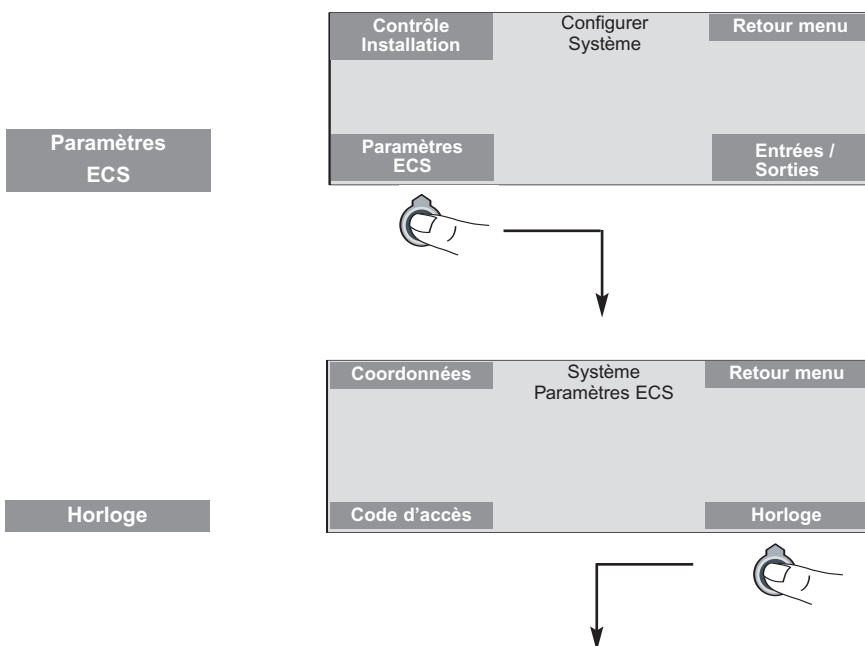 Contrôle
Installation
Configurer
Système
Retour menu
Paramètres
ECS
Paramètres
ECS
Entrées /
Sorties
Coordonnées
Système
Paramètres ECS
Retour menu
Horloge
Code d'accès
Horloge